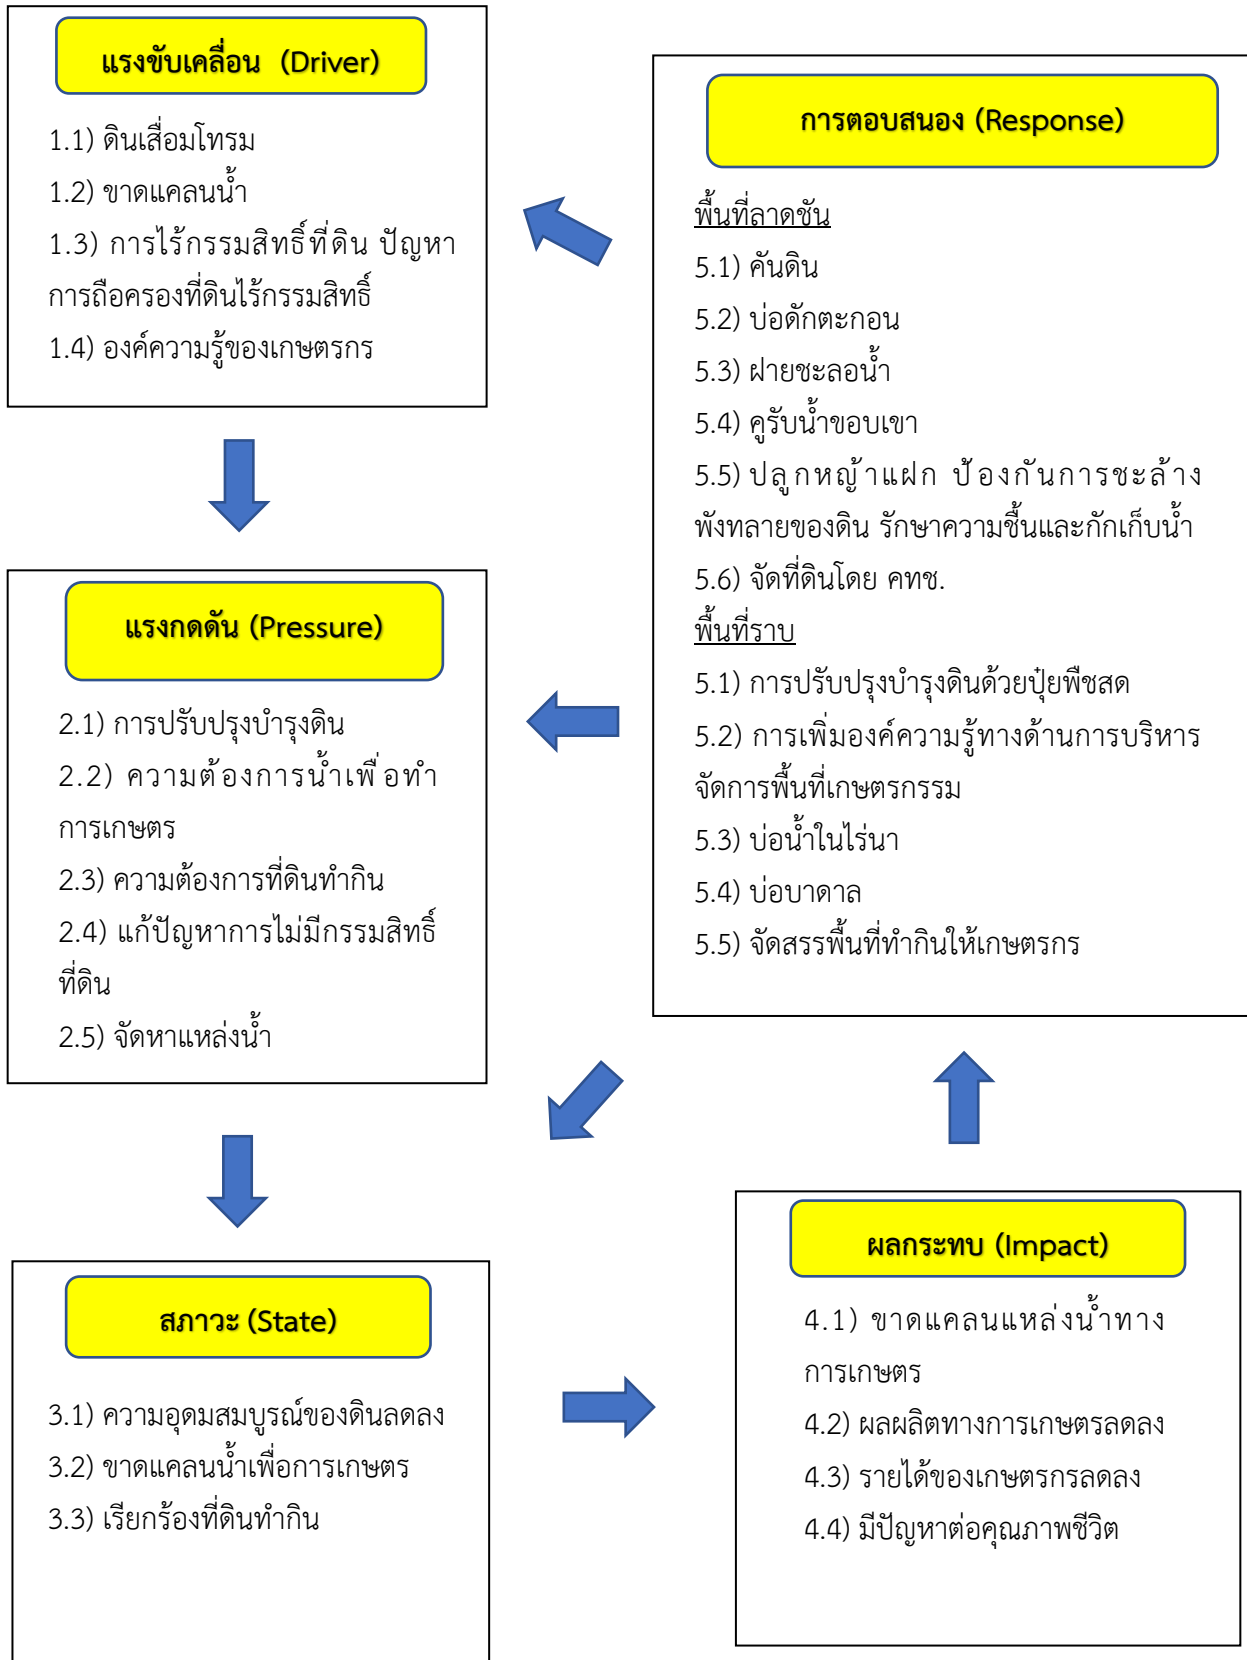 แรงขับเคลื่อน (Driver)
1.1) ดินเสื่อมโทรม
1.2) ขาดแคลนน้ำ
1.3) การไร้กรรมสิทธิ์ที่ดิน ปัญหา
การถือครองที่ดินไร้กรรมสิทธิ์
1.4) องค์ความรู้ของเกษตรกร
แรงกดดัน (Pressure)
2.1) การปรับปรุงบำรุงดิน
2.2) ความต้องการน้ำเพื่อทำ
การเกษตร
2.3) ความต้องการที่ดินทำกิน
2.4) แก้ปัญหาการไม่มีกรรมสิทธิ์
ที่ดิน
2.5) จัดหาแหล่งน้ำ
สภาวะ (State)
3.1) ความอุดมสมบูรณ์ของดินลดลง
3.2) ขาดแคลนน้ำเพื่อการเกษตร
3.3) เรียกร้องที่ดินทำกิน
ผลกระทบ (Impact)
4.1) ขาดแคลนแหล่งน้ำทาง
การเกษตร
4.2) ผลผลิตทางการเกษตรลดลง
4.3) รายได้ของเกษตรกรลดลง
4.4) มีปัญหาต่อคุณภาพชีวิต
การตอบสนอง (Response)
พื้นที่ลาดชัน
5.1) คันดิน
5.2) บ่อดักตะกอน
5.3) ฝายชะลอน้ำ
5.4) คูรับน้ำขอบเขา
5.5) ปลูกหญ้าแฝก ป้องกันการชะล้าง
พังทลายของดิน รักษาความชื้นและกักเก็บน้ำ
5.6) จัดที่ดินโดย คทช.
พื้นที่ราบ
5.1) การปรับปรุงบำรุงดินด้วยปุ๋ยพืชสด
5.2) การเพิ่มองค์ความรู้ทางด้านการบริหาร
จัดการพื้นที่เกษตรกรรม
5.3) บ่อน้ำในไร่นา
5.4) บ่อบาดาล
5.5) จัดสรรพื้นที่ทำกินให้เกษตรกร